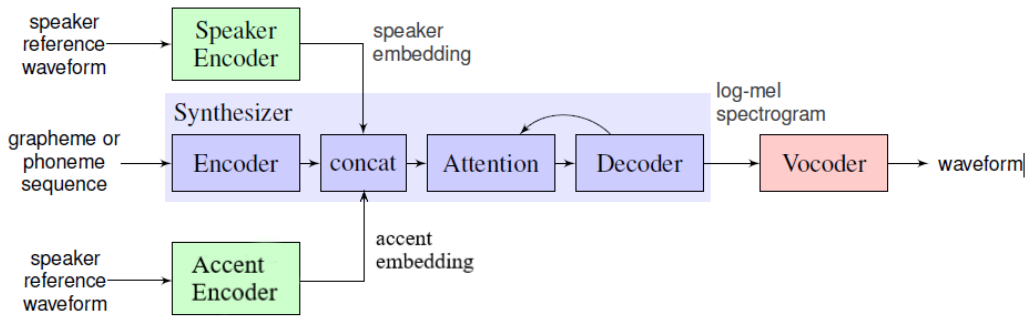 speaker
reference
waveform
Speaker
Encoder
speaker
embedding
log-mel
spectrogram
Synthesizer
grapheme or
phoneme
sequence
Encoder
concat
Attention
Decoder
Vocoder
waveform
accent
embedding
speaker
reference
waveform
Accent
Encoder